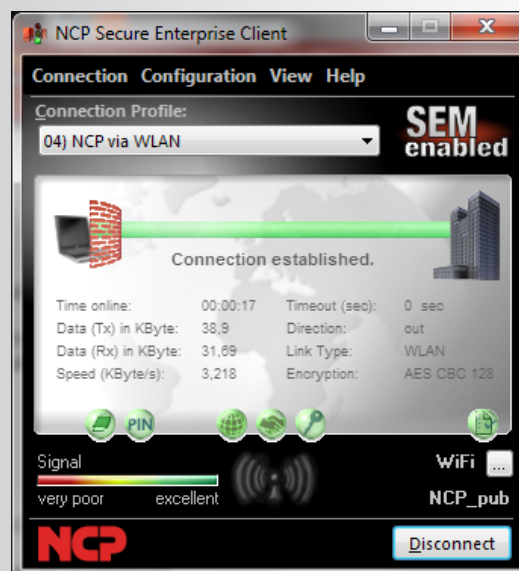 NCP Secure Enterprise Client
Connection Configuration View Help
Connection Profile:
04) NCP via WLAN
SEM
enabled
Connection established.
Time online: 00:00:17 Timeout (sec): 0 sec
Data (Tx) in KByte: 38,9 Direction: out
Data (Rx) in KByte: 31,69 Link Type: WLAN
Speed (KByte/s): 3,218 Encryption: AES CBC 128
PIN
Signal WiFi ...
very poor excellent NCP_pub
NCP Disconnect